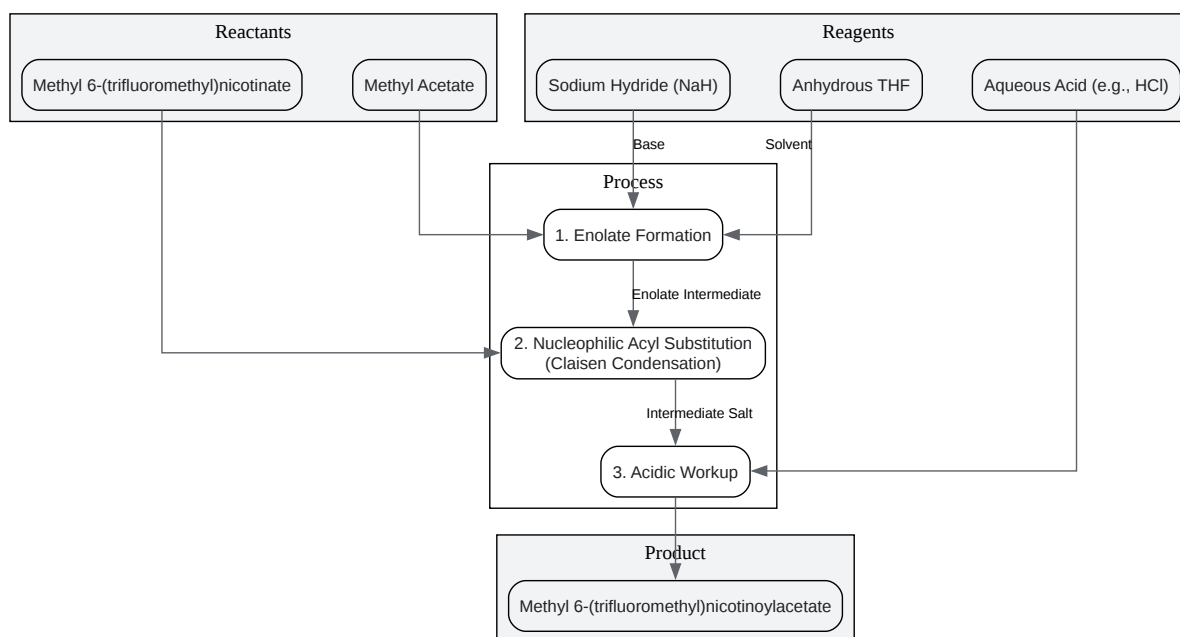 Reactants
Reagents
Methyl 6-(trifluoromethyl)nicotinate
Methyl Acetate
Sodium Hydride (NaH)
Anhydrous THF
Aqueous Acid (e.g., HCl)
Base
Solvent
Process
1. Enolate Formation
Enolate Intermediate
2. Nucleophilic Acyl Substitution
(Claisen Condensation)
Intermediate Salt
3. Acidic Workup
Product
Methyl 6-(trifluoromethyl)nicotinoylacetate